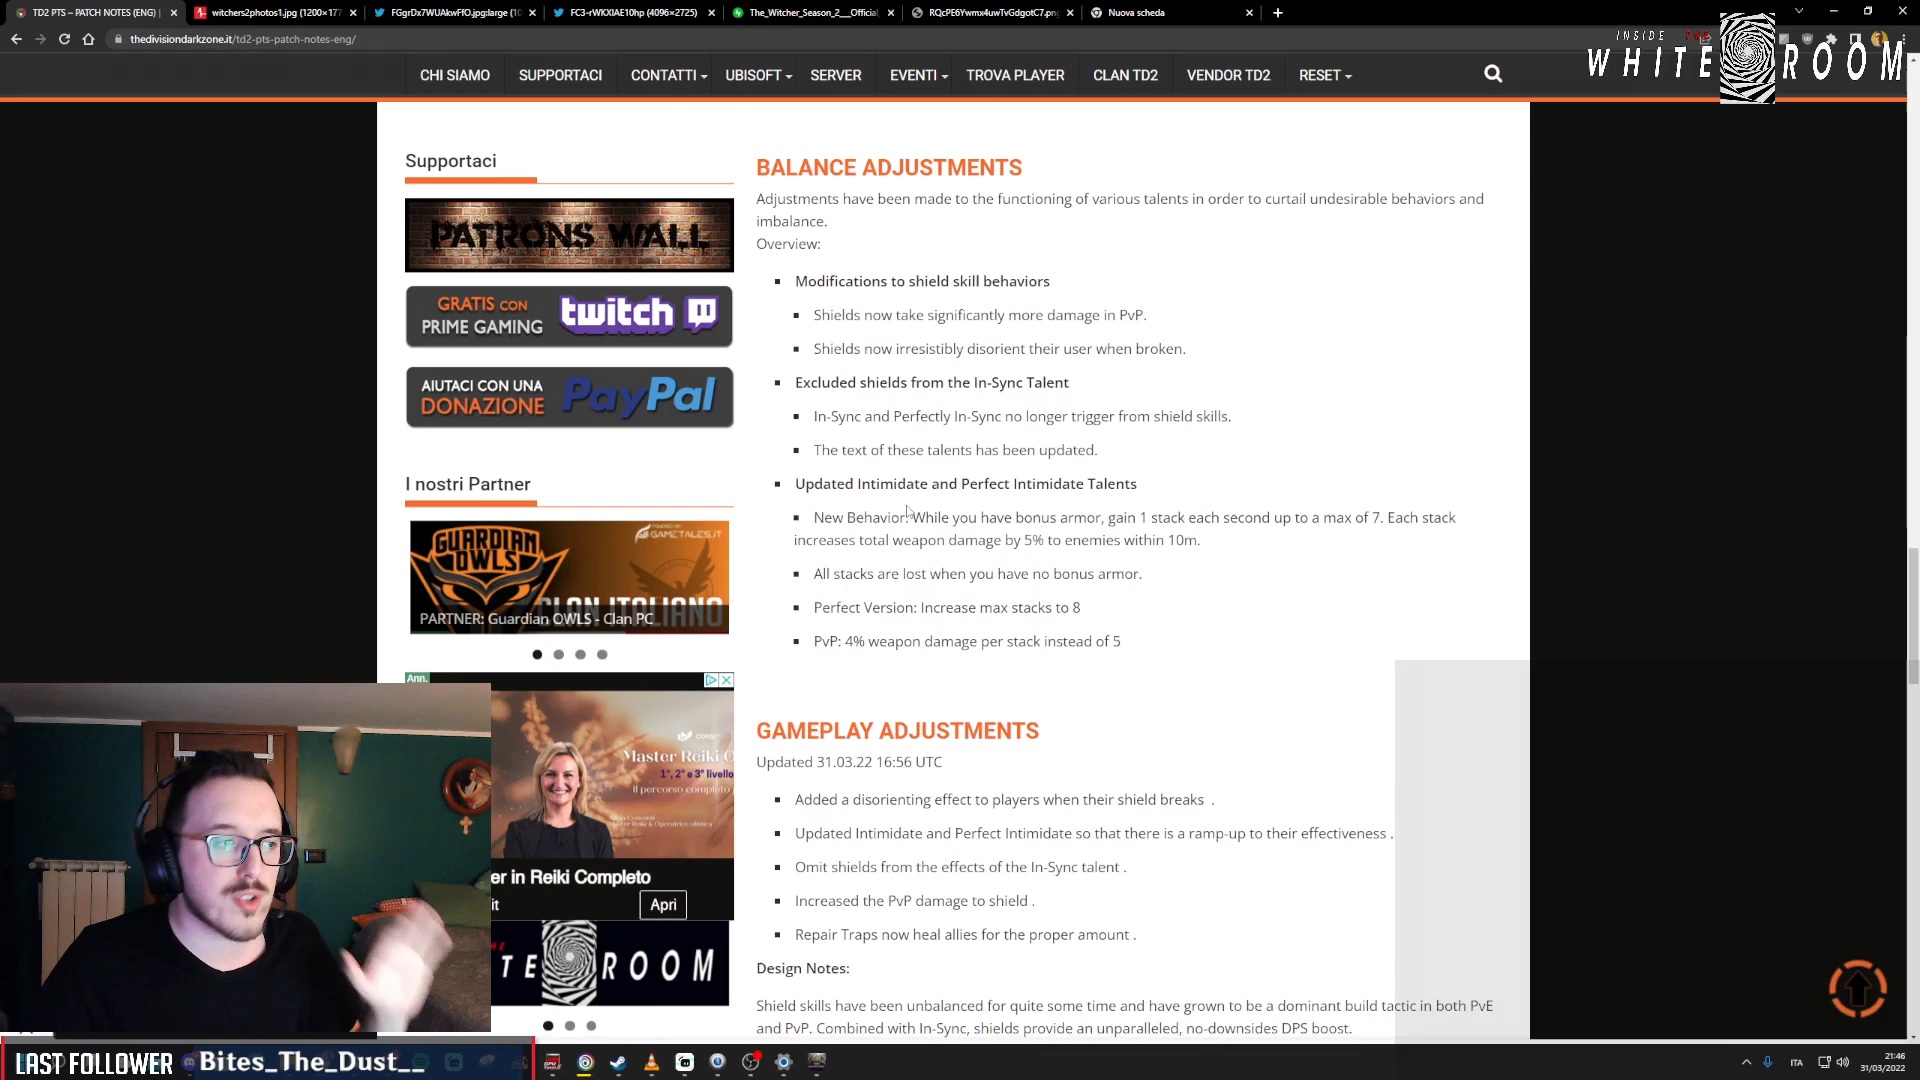 TD2 PTS – PATCH NOTES (ENG) |
witchers2photos1.jpg (1200×177
FGgrDx7WUAkwFfO.jpg:large (10
FC3-rWKXIAE10hp (4096×2725)
The_Witcher_Season_2__Official
RQcPE6Ywmx4uwTvGdgotC7.png
Nuova scheda
thedivisiondarkzone.it/td2-pts-patch-notes-eng/
INSIDE THE
WHITE ROOM
CHI SIAMO
SUPPORTACI
CONTATTI
UBISOFT
SERVER
EVENTI
TROVA PLAYER
CLAN TD2
VENDOR TD2
RESET
Supportaci
PATRONS WALL
GRATIS CON
PRIME GAMING
twitch
AIUTACI CON UNA
DONAZIONE
PayPal
I nostri Partner
POWERED BY
GAMETALES.IT
GUARDIAN
OWLS
CLAN ITALIANO
PARTNER: Guardian OWLS - Clan PC
Ann.
CORSI
Master Reiki
1°, 2° e 3° livello
Il percorso completo
er in Reiki Completo
it
Apri
TE ROOM
BALANCE ADJUSTMENTS
Adjustments have been made to the functioning of various talents in order to curtail undesirable behaviors and
imbalance.
Overview:
Modifications to shield skill behaviors
Shields now take significantly more damage in PvP.
Shields now irresistibly disorient their user when broken.
Excluded shields from the In-Sync Talent
In-Sync and Perfectly In-Sync no longer trigger from shield skills.
The text of these talents has been updated.
Updated Intimidate and Perfect Intimidate Talents
New Behavior: While you have bonus armor, gain 1 stack each second up to a max of 7. Each stack
increases total weapon damage by 5% to enemies within 10m.
All stacks are lost when you have no bonus armor.
Perfect Version: Increase max stacks to 8
PvP: 4% weapon damage per stack instead of 5
GAMEPLAY ADJUSTMENTS
Updated 31.03.22 16:56 UTC
Added a disorienting effect to players when their shield breaks .
Updated Intimidate and Perfect Intimidate so that there is a ramp-up to their effectiveness .
Omit shields from the effects of the In-Sync talent .
Increased the PvP damage to shield .
Repair Traps now heal allies for the proper amount .
Design Notes:
Shield skills have been unbalanced for quite some time and have grown to be a dominant build tactic in both PvE
and PvP. Combined with In-Sync, shields provide an unparalleled, no-downsides DPS boost.
LAST FOLLOWER Bites_The_Dust__
ITA
21:46
31/03/2022